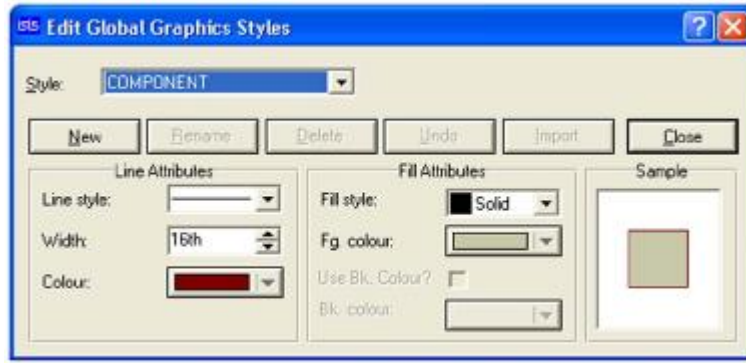 isis Edit Global Graphics Styles
Style: COMPONENT
New Rename Delete Undo Import Close
Line Attributes Fill Attributes Sample
Line style: Fill style: Solid
Width: 16th Fg. colour:
Colour: Use Bk. Colour?
Bk. colour: